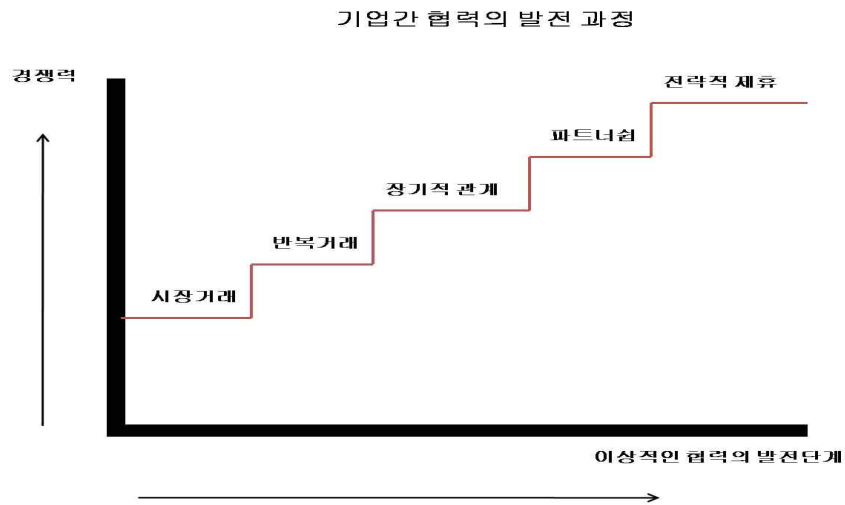 기업간 협력의 발전 과정
경쟁력
전략적 제휴
파트너쉽
장기적 관계
반복거래
시장거래
이상적인 협력의 발전단계